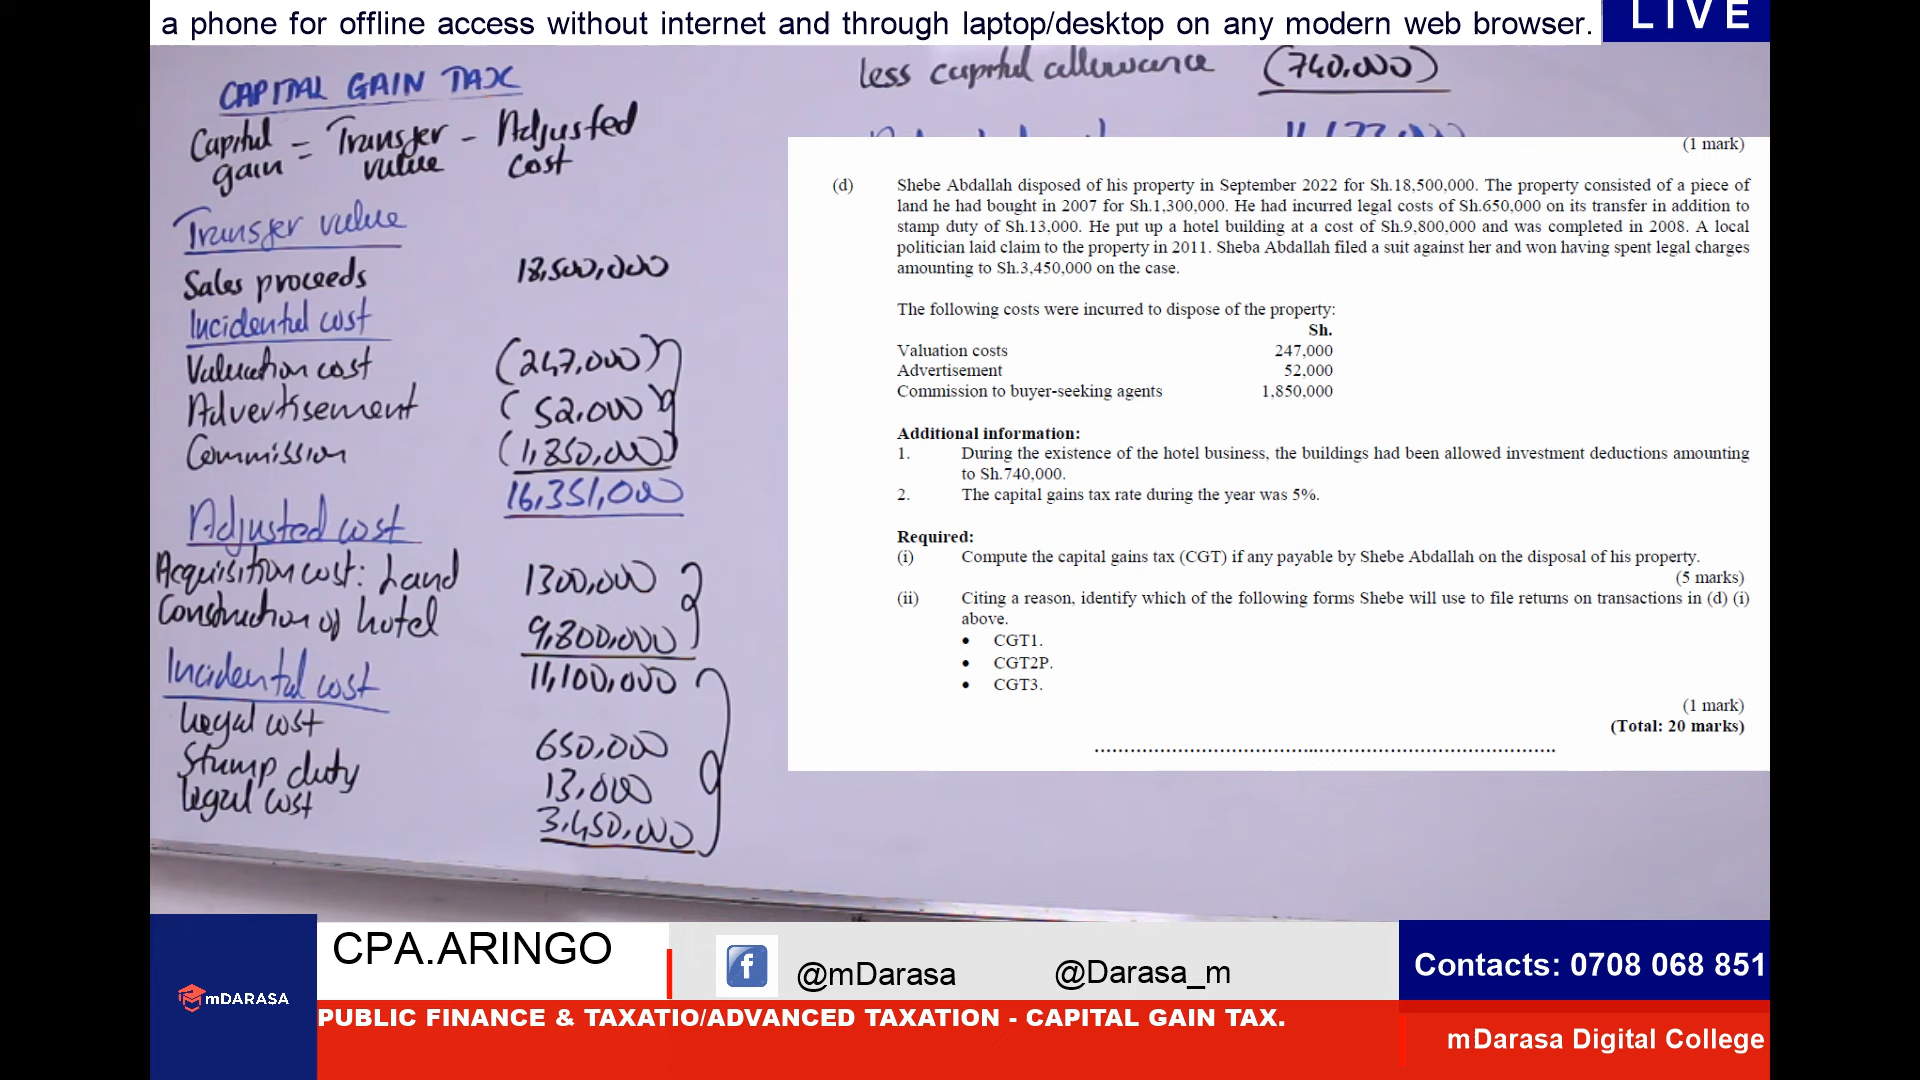 a phone for offline access without internet and through laptop/desktop on any modern web browser.
LIVE
CAPITAL GAIN TAX
Capital gain = Transfer value - Adjusted cost
Transfer value
Sales proceeds 18,500,000
Incidental cost
Valuation cost (247,000)
Advertisement (52,000)
Commission (1,850,000)
16,351,000
Adjusted cost
Acquisition cost: Land 1300,000
Construction of hotel 9,800,000
11,100,000
Incidental cost
Legal cost 650,000
Stamp duty 13,000
legal cost 3,450,000
less capital allowance (740,000)
(1 mark)
(d) Shebe Abdallah disposed of his property in September 2022 for Sh.18,500,000. The property consisted of a piece of
land he had bought in 2007 for Sh.1,300,000. He had incurred legal costs of Sh.650,000 on its transfer in addition to
stamp duty of Sh.13,000. He put up a hotel building at a cost of Sh.9,800,000 and was completed in 2008. A local
politician laid claim to the property in 2011. Sheba Abdallah filed a suit against her and won having spent legal charges
amounting to Sh.3,450,000 on the case.
The following costs were incurred to dispose of the property:
Sh.
Valuation costs 247,000
Advertisement 52,000
Commission to buyer-seeking agents 1,850,000
Additional information:
1. During the existence of the hotel business, the buildings had been allowed investment deductions amounting
to Sh.740,000.
2. The capital gains tax rate during the year was 5%.
Required:
(i) Compute the capital gains tax (CGT) if any payable by Shebe Abdallah on the disposal of his property.
(5 marks)
(ii) Citing a reason, identify which of the following forms Shebe will use to file returns on transactions in (d) (i)
above.
• CGT1.
• CGT2P.
• CGT3.
(1 mark)
(Total: 20 marks)
mDARASA
CPA.ARINGO
f @mDarasa @Darasa_m
Contacts: 0708 068 851
PUBLIC FINANCE & TAXATIO/ADVANCED TAXATION - CAPITAL GAIN TAX.
mDarasa Digital College